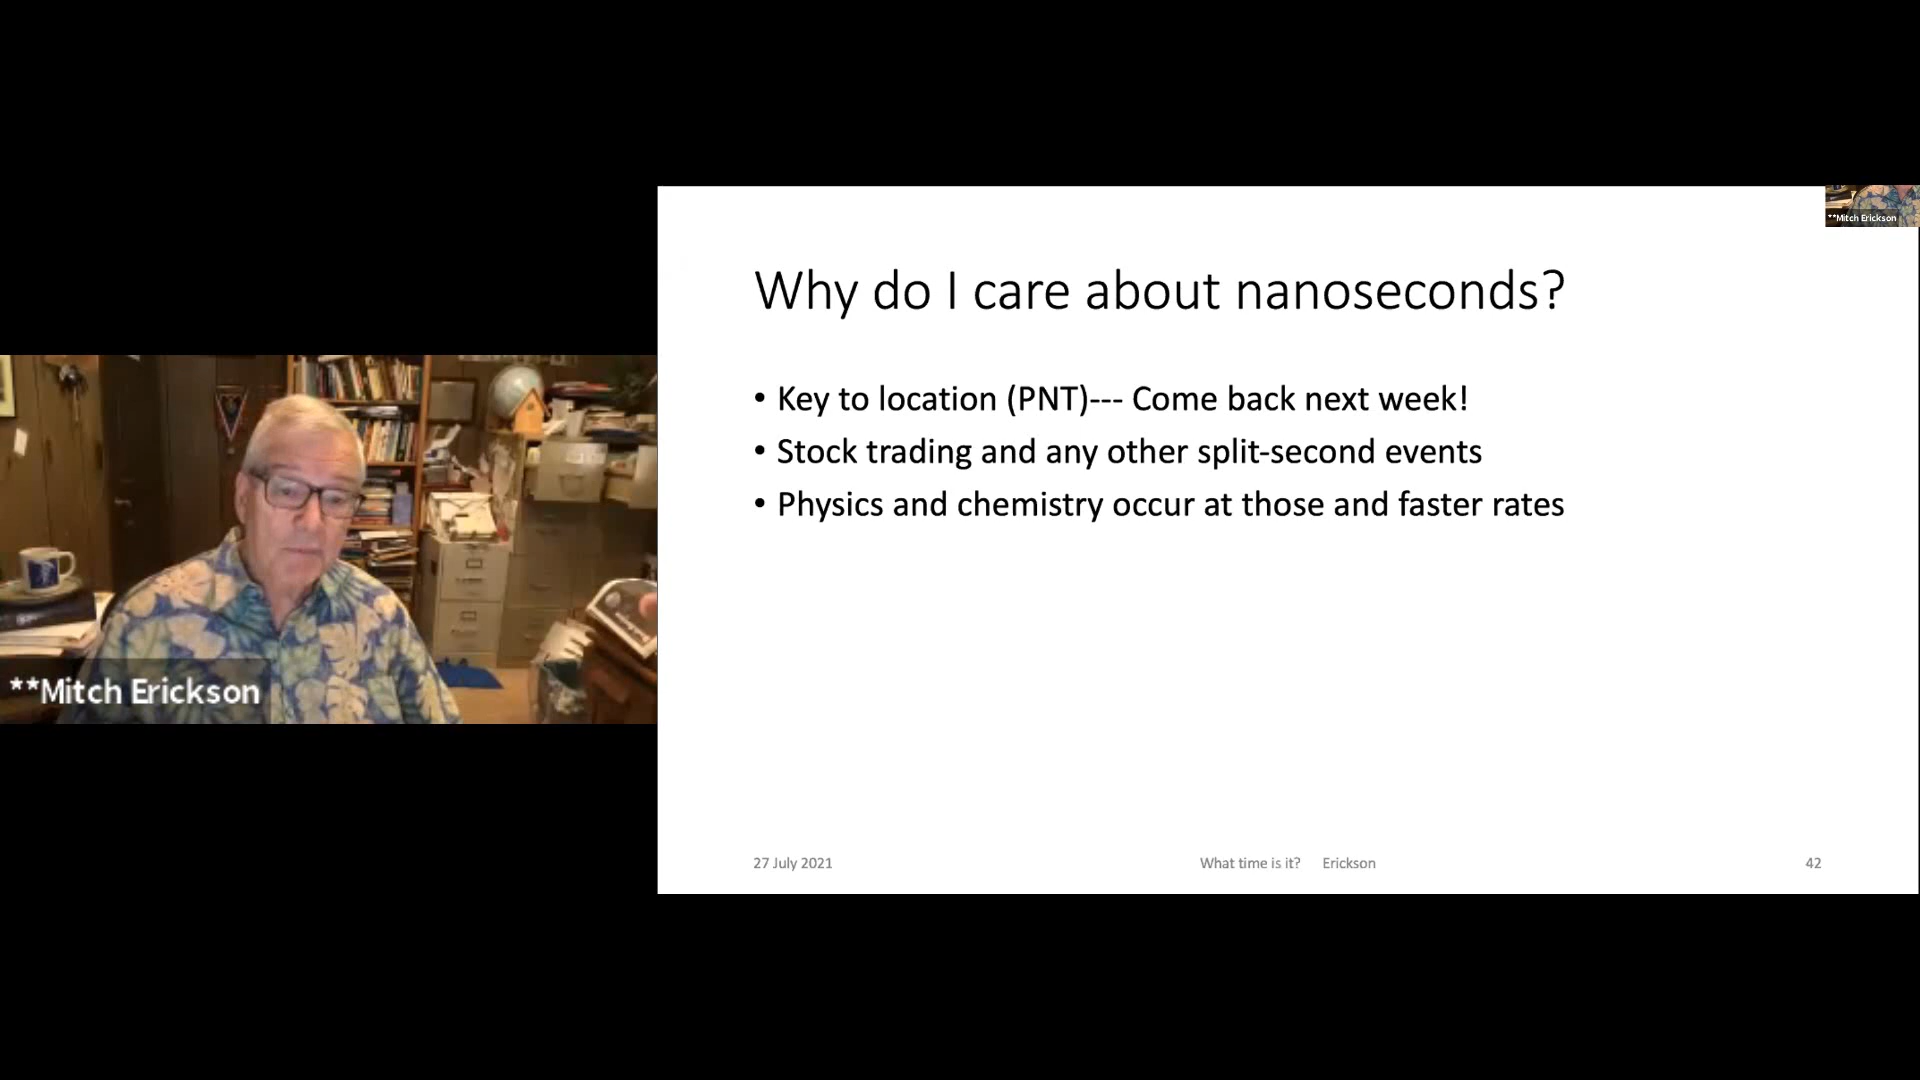 **Mitch Erickson
Why do I care about nanoseconds?
• Key to location (PNT)--- Come back next week!
• Stock trading and any other split-second events
• Physics and chemistry occur at those and faster rates
27 July 2021
What time is it? Erickson
42
**Mitch Erickson